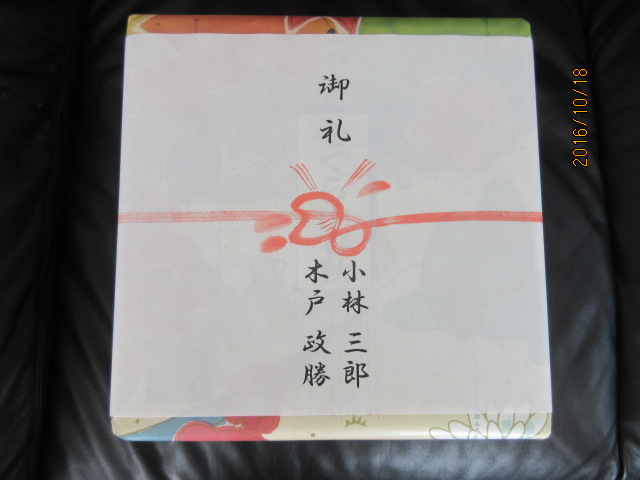 御礼
小林 三郎
木戸 政勝
2016/10/18